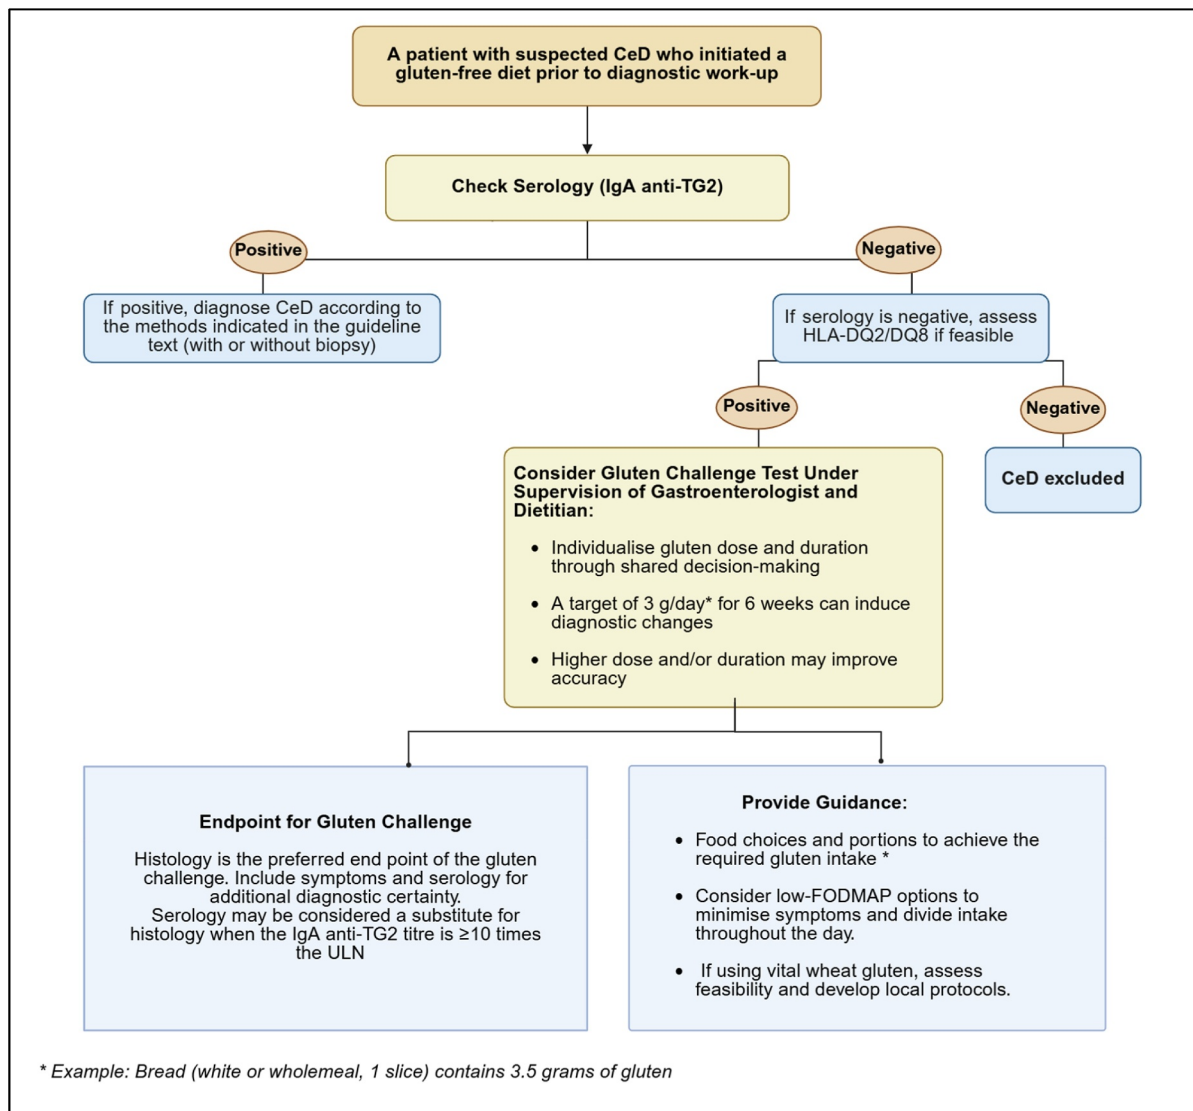 A patient with suspected CeD who initiated a
gluten-free diet prior to diagnostic work-up
Check Serology (IgA anti-TG2)
Positive
Negative
If positive, diagnose CeD according to
the methods indicated in the guideline
text (with or without biopsy)
If serology is negative, assess
HLA-DQ2/DQ8 if feasible
Positive
Negative
Consider Gluten Challenge Test Under
Supervision of Gastroenterologist and
Dietitian:
• Individualise gluten dose and duration
through shared decision-making
• A target of 3 g/day* for 6 weeks can induce
diagnostic changes
• Higher dose and/or duration may improve
accuracy
CeD excluded
Endpoint for Gluten Challenge
Histology is the preferred end point of the gluten
challenge. Include symptoms and serology for
additional diagnostic certainty.
Serology may be considered a substitute for
histology when the IgA anti-TG2 titre is ≥10 times
the ULN
Provide Guidance:
• Food choices and portions to achieve the
required gluten intake *
• Consider low-FODMAP options to
minimise symptoms and divide intake
throughout the day.
• If using vital wheat gluten, assess
feasibility and develop local protocols.
* Example: Bread (white or wholemeal, 1 slice) contains 3.5 grams of gluten